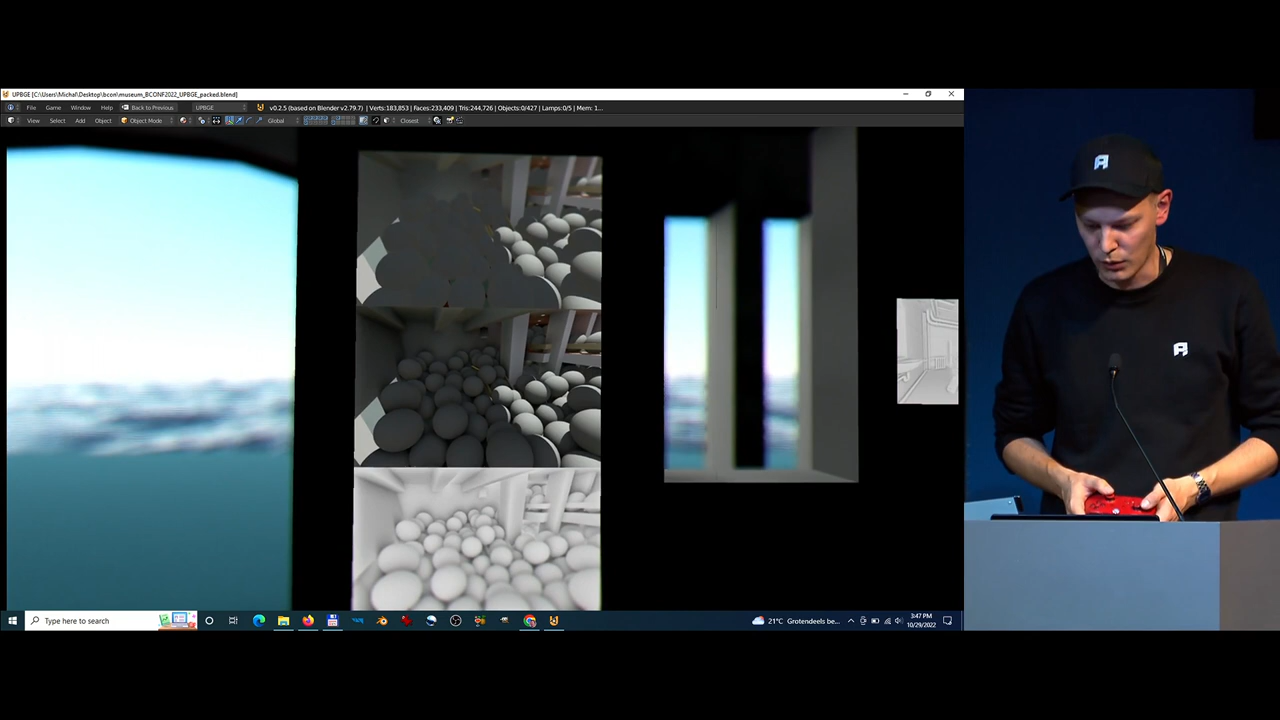 UPBGE [C:\Users\Michal\Desktop\bcon\museum_BCONF2022_UPBGE_packed.blend]
File Game Window Help Back to Previous UPBGE v0.2.5 (based on Blender v2.79.7) | Verts:183,853 | Faces:233,409 | Tris:244,726 | Objects:0/427 | Lamps:0/5 | Mem: 1...
View Select Add Object Object Mode Global Closest
Type here to search
21°C Grotendeels be...
3:47 PM
10/29/2022